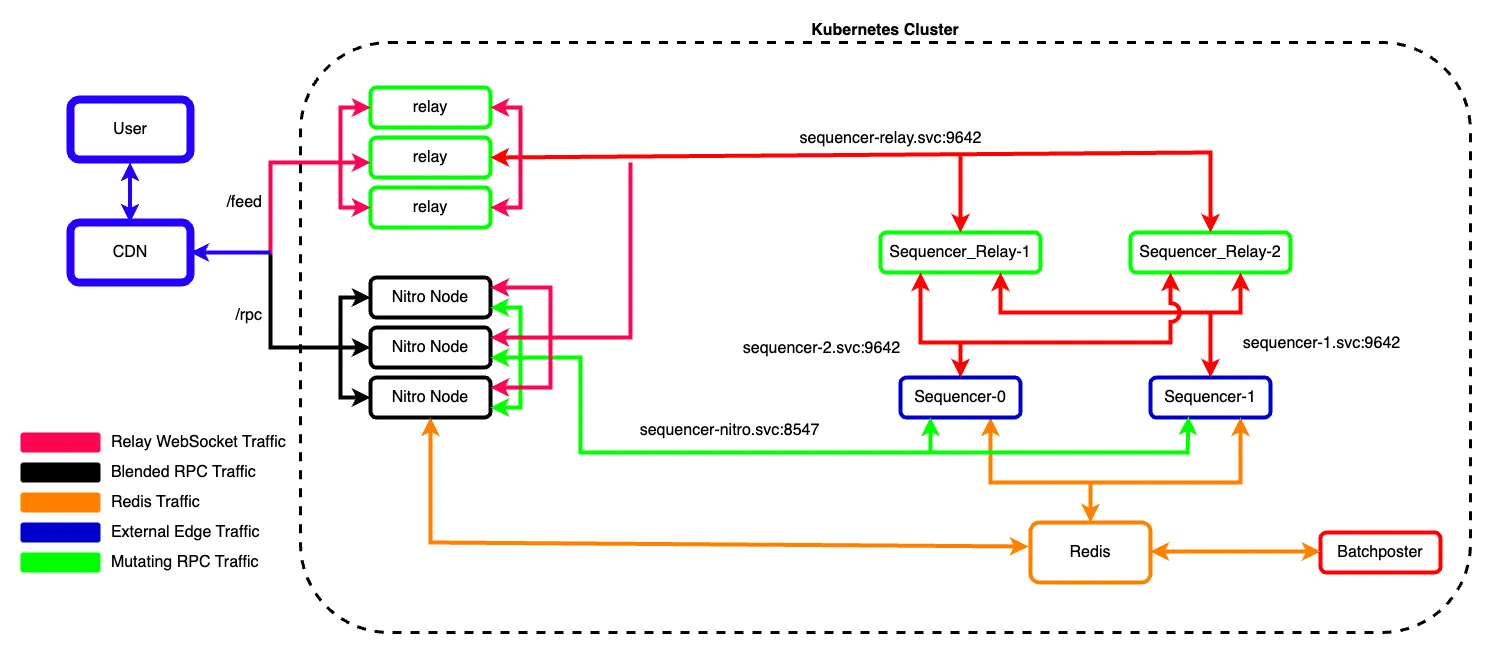 Kubernetes Cluster
User
relay
relay
relay
sequencer-relay.svc:9642
/feed
CDN
Sequencer_Relay-1
Sequencer_Relay-2
/rpc
Nitro Node
Nitro Node
Nitro Node
sequencer-2.svc:9642
sequencer-1.svc:9642
Sequencer-0
Sequencer-1
sequencer-nitro.svc:8547
Relay WebSocket Traffic
Blended RPC Traffic
Redis Traffic
External Edge Traffic
Mutating RPC Traffic
Redis
Batchposter